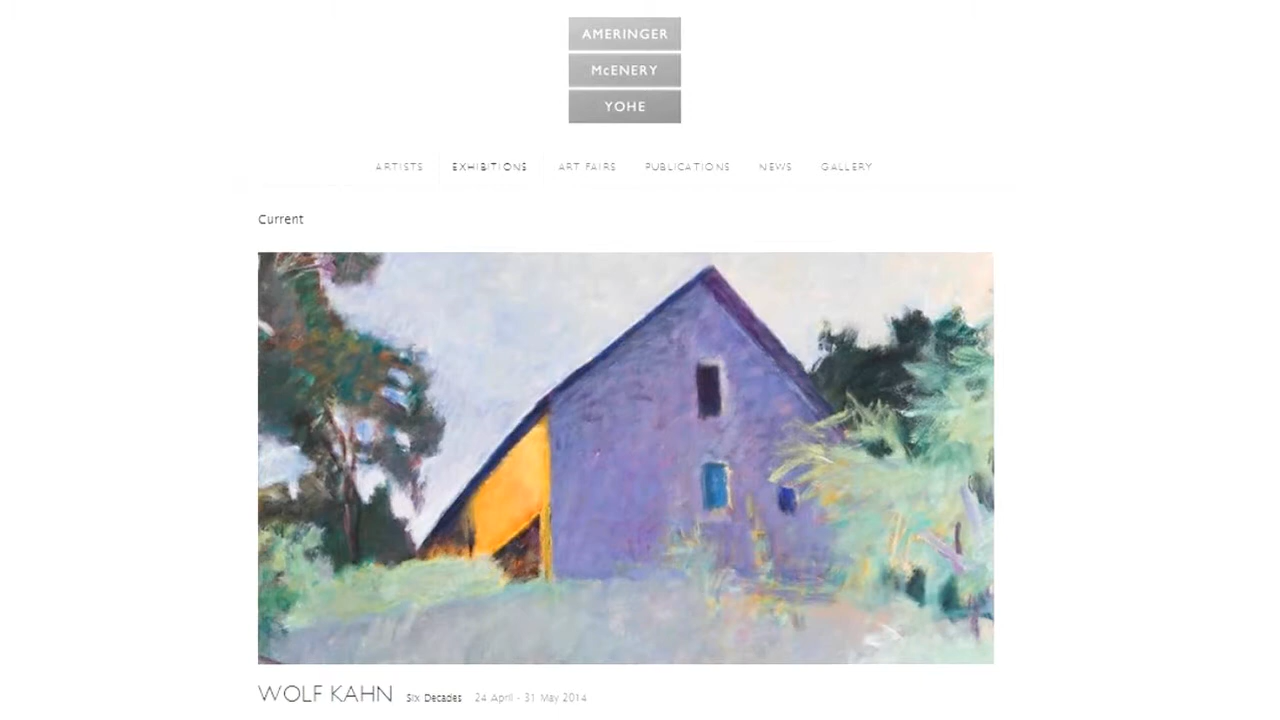 AMERINGER
McENERY
YOHE
ARTISTS EXHIBITIONS ART FAIRS PUBLICATIONS NEWS GALLERY
Current
WOLF KAHN Six Decades 24 April - 31 May 2014